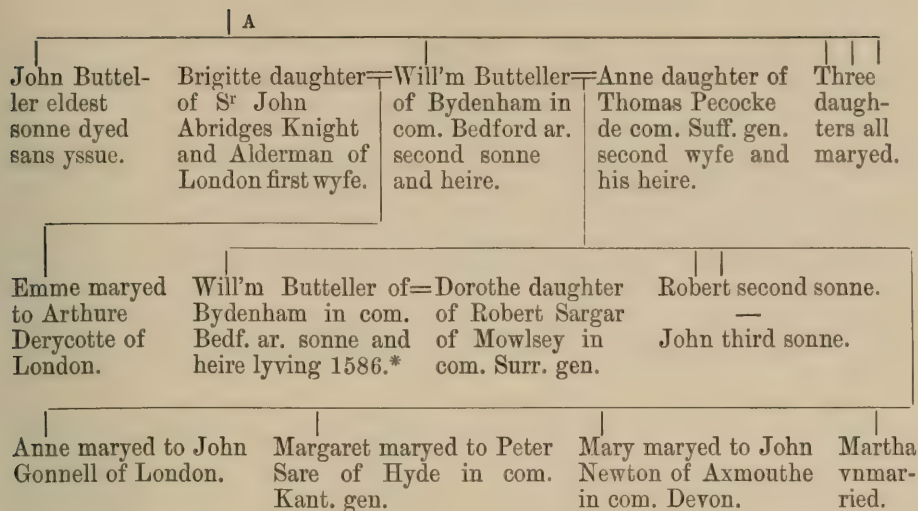 A
John Buttel-
ler eldest
sonne dyed
sans yssue.
Brigitte daughter
of Sr John
Abridges Knight
and Alderman of
London first wyfe.
Will'm Butteller
of Bydenham in
com. Bedford ar.
second sonne
and heire.
Anne daughter of
Thomas Pecocke
de com. Suff. gen.
second wyfe and
his heire.
Three
daugh-
ters all
maryed.
Emme maryed
to Arthure
Derycotte of
London.
Will'm Butteller of
Bydenham in com.
Bedf. ar. sonne and
heire lyving 1586.*
Dorothe daughter
of Robert Sargar
of Mowlsey in
com. Surr. gen.
Robert second sonne.
—
John third sonne.
Anne maryed to John
Gonnell of London.
Margaret maryed to Peter
Sare of Hyde in com.
Kant. gen.
Mary maryed to John
Newton of Axmouthe
in com. Devon.
Martha
vnmar-
ried.